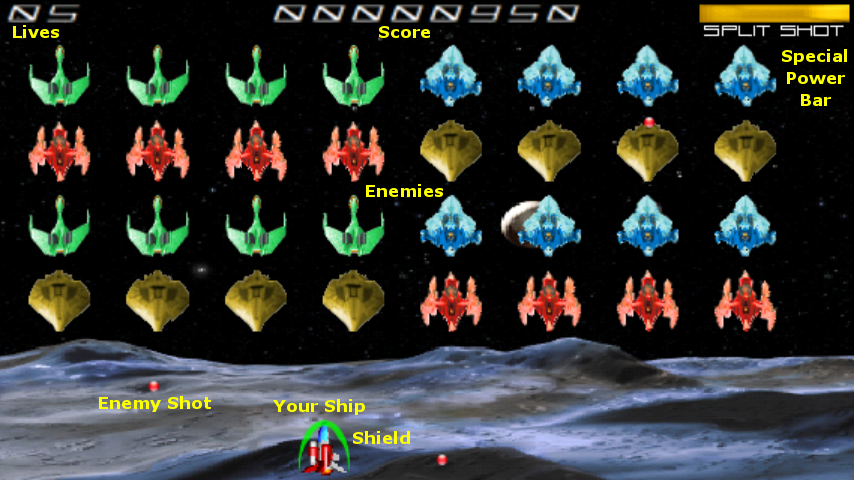 05 00000950
SPLIT SHOT
Lives Score
Special
Power
Bar
Enemies
Enemy Shot Your Ship
Shield